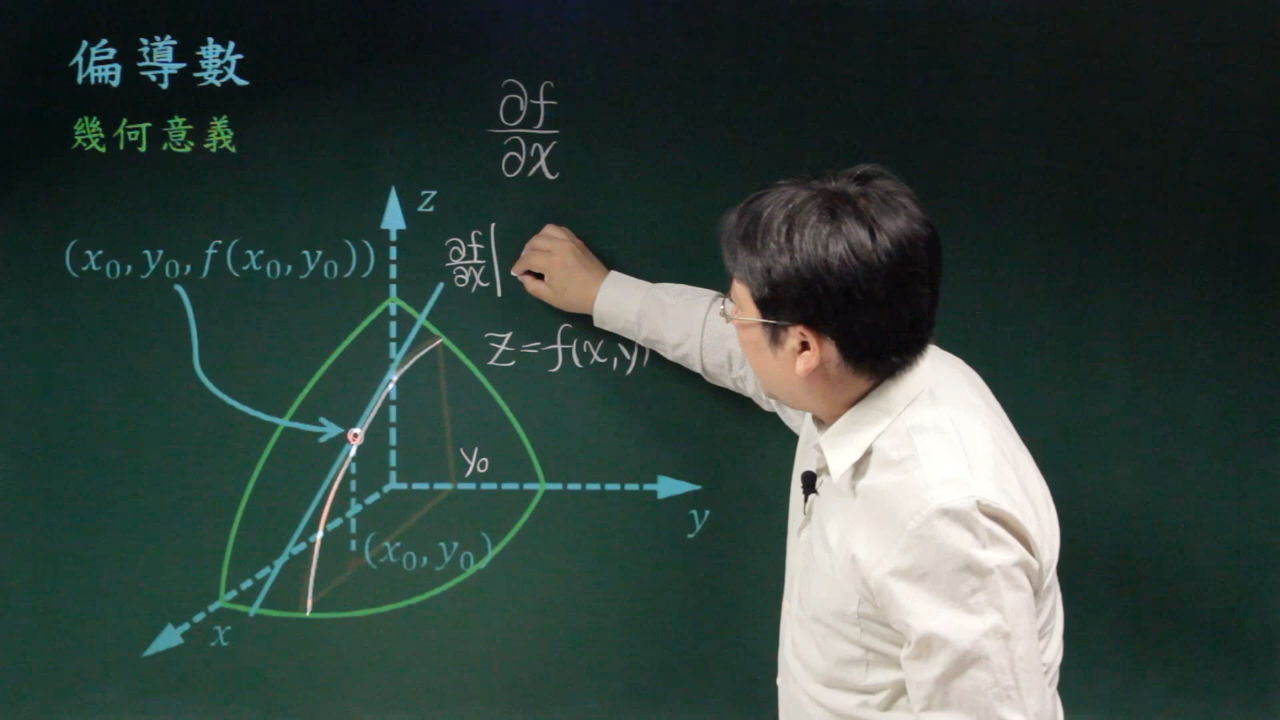 偏導數
幾何意義
∂f/∂x
z
(x₀, y₀, f(x₀, y₀))
∂f/∂x|
z=f(x,y)
y₀
y
(x₀, y₀)
x